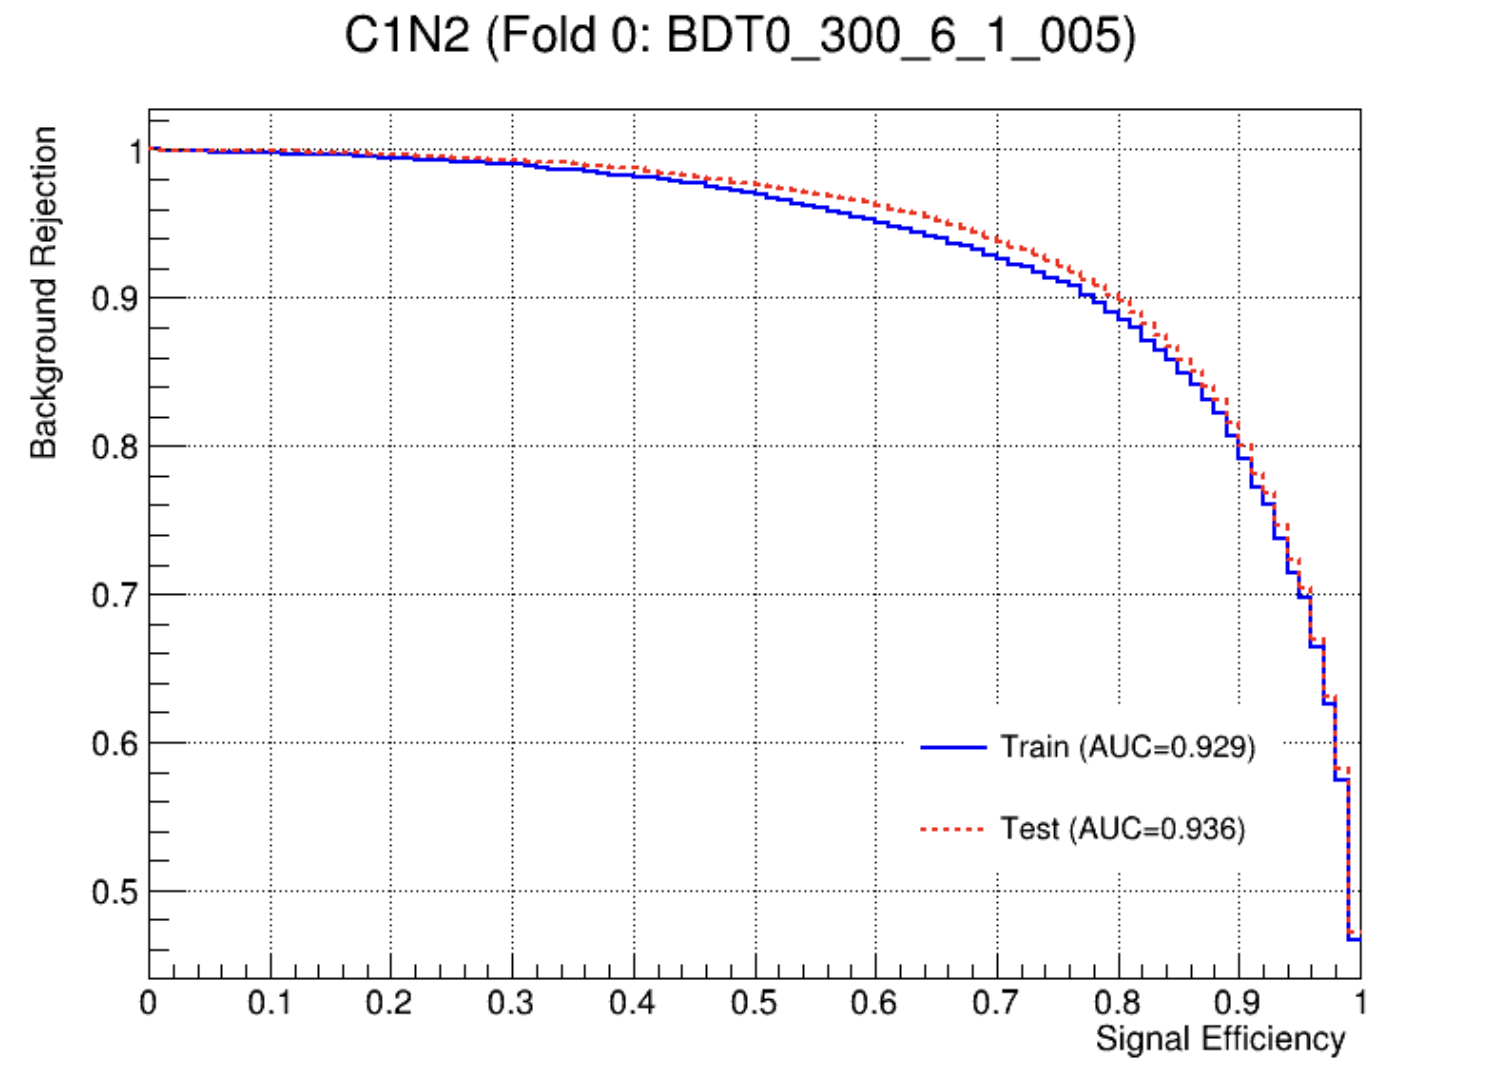 C1N2 (Fold 0: BDT0_300_6_1_005)
Background Rejection
1
0.9
0.8
0.7
0.6
0.5
Train (AUC=0.929)
Test (AUC=0.936)
0 0.1 0.2 0.3 0.4 0.5 0.6 0.7 0.8 0.9 1
Signal Efficiency